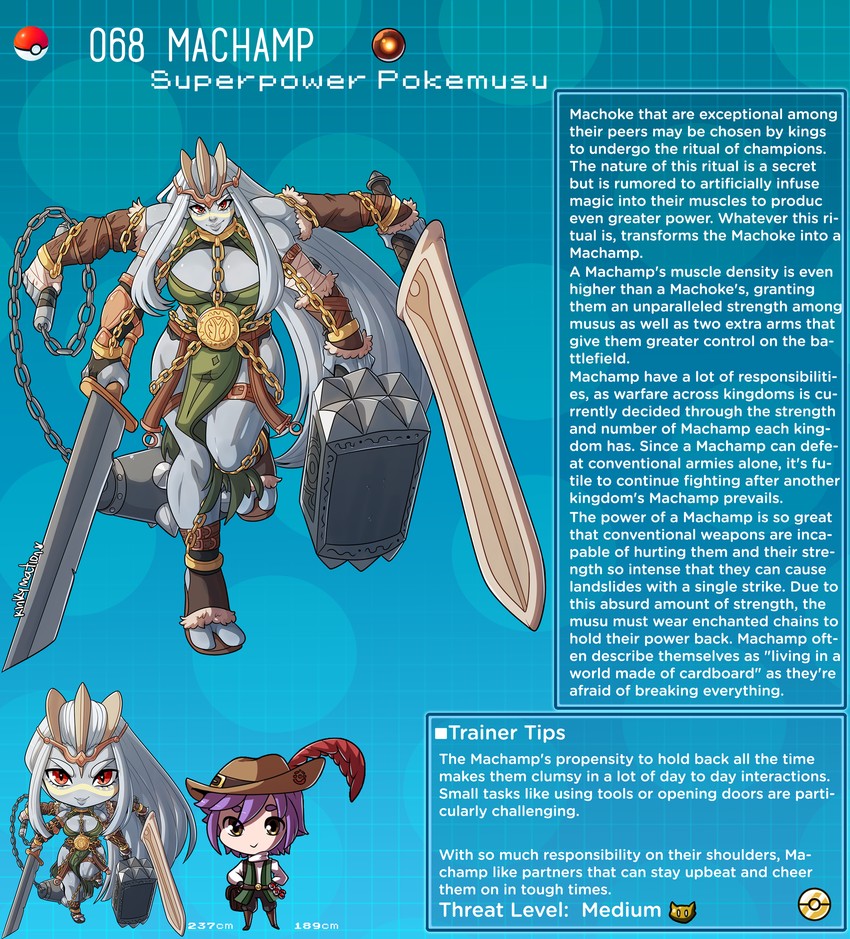 068 MACHAMP
Superpower Pokemusu
Machoke that are exceptional among
their peers may be chosen by kings
to undergo the ritual of champions.
The nature of this ritual is a secret
but is rumored to artificially infuse
magic into their muscles to produc
even greater power. Whatever this ri-
tual is, transforms the Machoke into a
Machamp.
A Machamp's muscle density is even
higher than a Machoke's, granting
them an unparalleled strength among
musus as well as two extra arms that
give them greater control on the ba-
ttlefield.
Machamp have a lot of responsibiliti-
es, as warfare across kingdoms is cu-
rrently decided through the strength
and number of Machamp each king-
dom has. Since a Machamp can defe-
at conventional armies alone, it's fu-
tile to continue fighting after another
kingdom's Machamp prevails.
The power of a Machamp is so great
that conventional weapons are inca-
pable of hurting them and their stre-
ngth so intense that they can cause
landslides with a single strike. Due to
this absurd amount of strength, the
musu must wear enchanted chains to
hold their power back. Machamp oft-
en describe themselves as "living in a
world made of cardboard" as they're
afraid of breaking everything.
kinkymation
Trainer Tips
The Machamp's propensity to hold back all the time
makes them clumsy in a lot of day to day interactions.
Small tasks like using tools or opening doors are parti-
cularly challenging.
With so much responsibility on their shoulders, Ma-
champ like partners that can stay upbeat and cheer
them on in tough times.
Threat Level: Medium
237cm
189cm